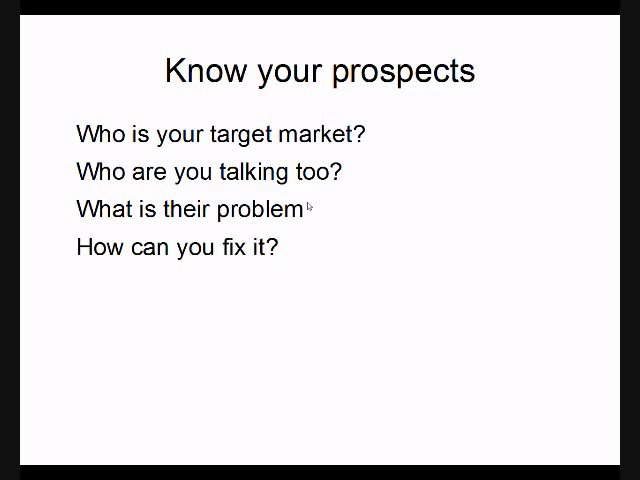 Know your prospects
Who is your target market?
Who are you talking too?
What is their problem
How can you fix it?